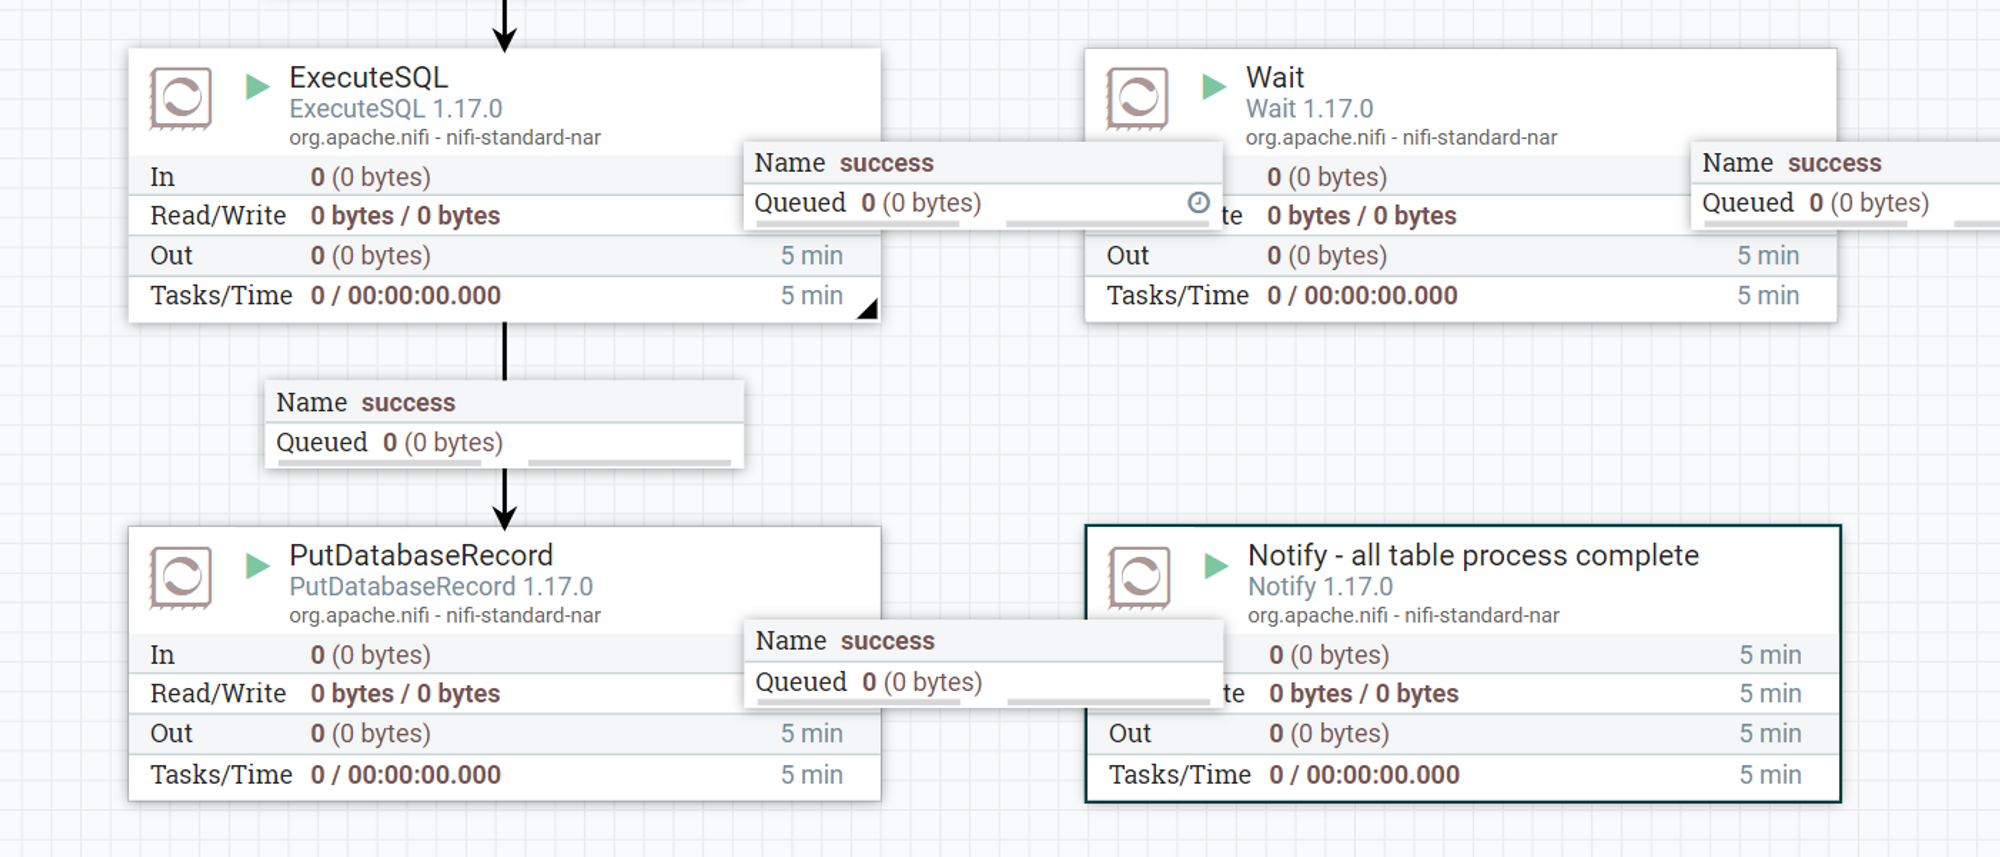 ExecuteSQL
ExecuteSQL 1.17.0
org.apache.nifi - nifi-standard-nar
In 0 (0 bytes)
Read/Write 0 bytes / 0 bytes
Out 0 (0 bytes) 5 min
Tasks/Time 0 / 00:00:00.000 5 min
Name success
Queued 0 (0 bytes)
Wait
Wait 1.17.0
org.apache.nifi - nifi-standard-nar
0 (0 bytes)
te 0 bytes / 0 bytes
Out 0 (0 bytes) 5 min
Tasks/Time 0 / 00:00:00.000 5 min
Name success
Queued 0 (0 bytes)
Name success
Queued 0 (0 bytes)
PutDatabaseRecord
PutDatabaseRecord 1.17.0
org.apache.nifi - nifi-standard-nar
In 0 (0 bytes)
Read/Write 0 bytes / 0 bytes
Out 0 (0 bytes) 5 min
Tasks/Time 0 / 00:00:00.000 5 min
Name success
Queued 0 (0 bytes)
Notify - all table process complete
Notify 1.17.0
org.apache.nifi - nifi-standard-nar
0 (0 bytes) 5 min
te 0 bytes / 0 bytes 5 min
Out 0 (0 bytes) 5 min
Tasks/Time 0 / 00:00:00.000 5 min